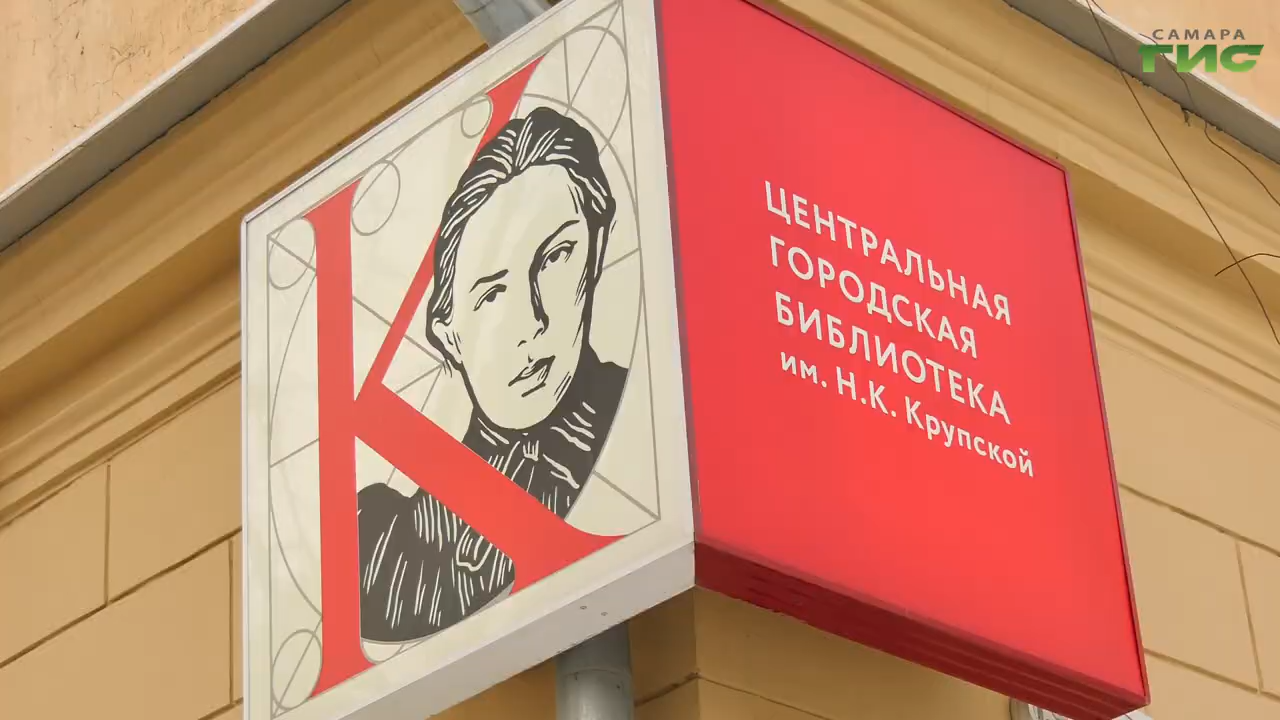 САМАРА
ГИС
К
ЦЕНТРАЛЬНАЯ
ГОРОДСКАЯ
БИБЛИОТЕКА
им. Н.К. Крупской